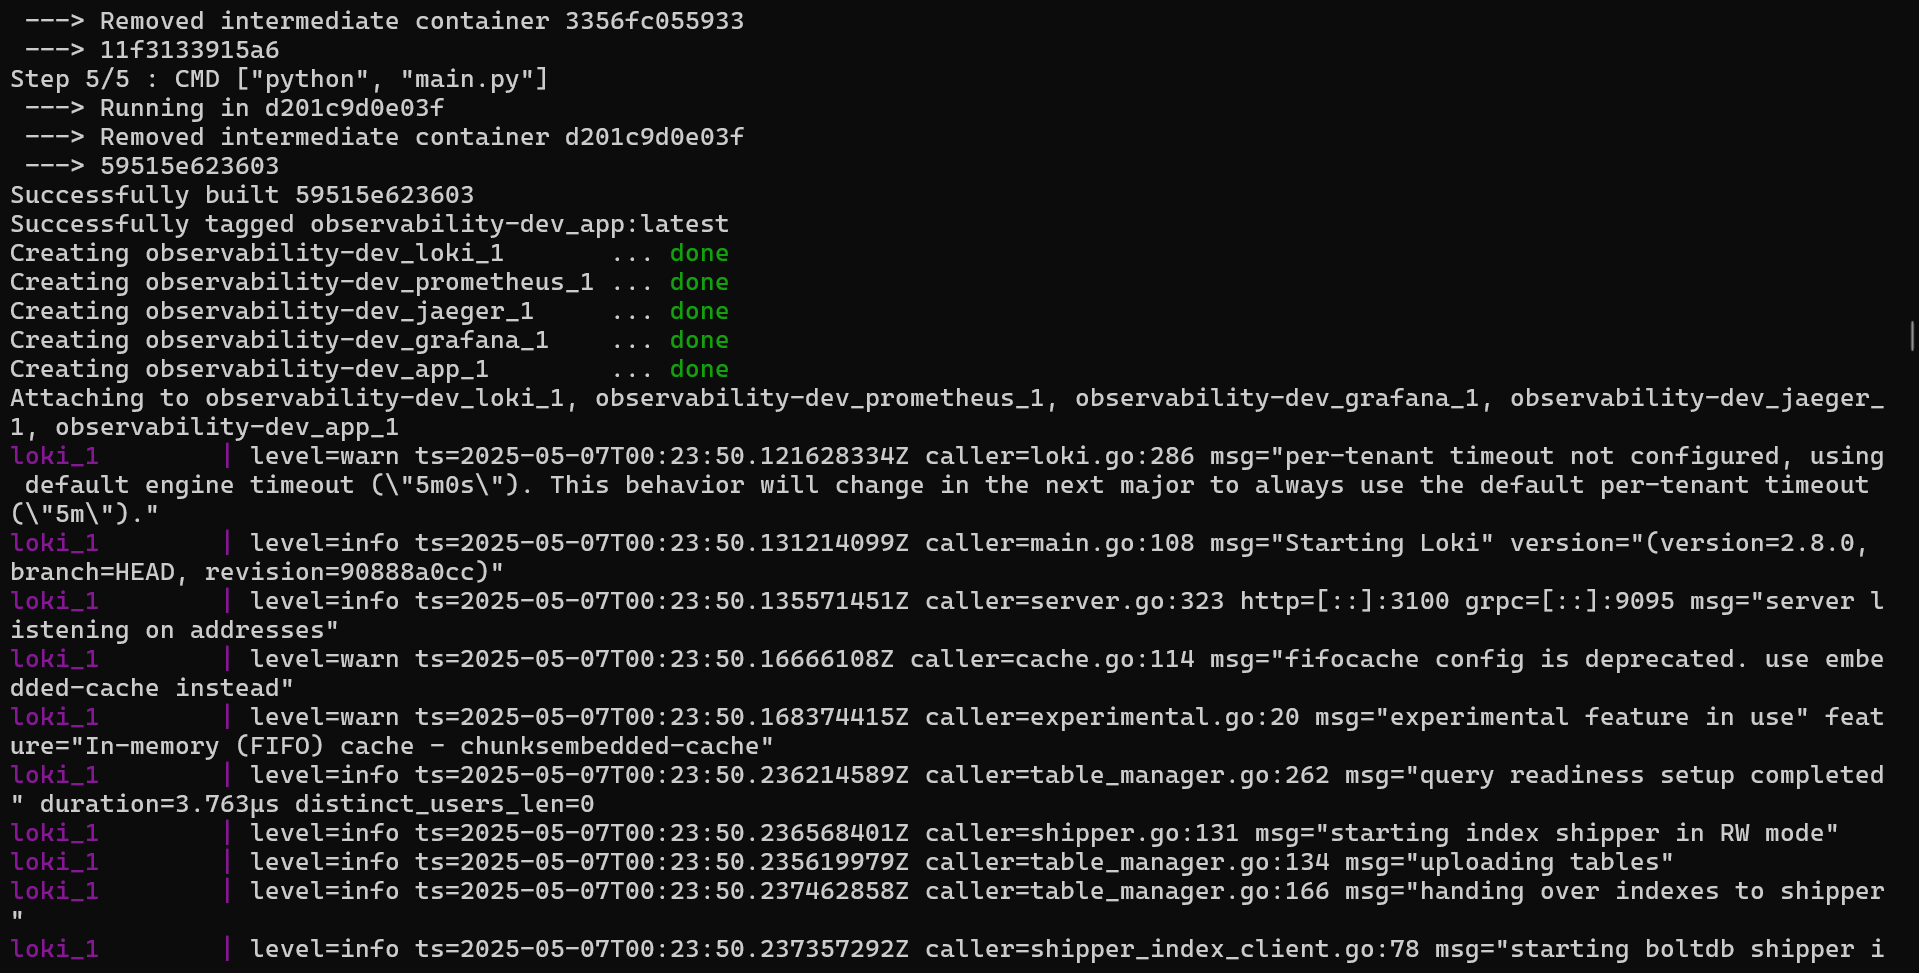 ---> Removed intermediate container 3356fc055933
---> 11f3133915a6
Step 5/5 : CMD ["python", "main.py"]
---> Running in d201c9d0e03f
---> Removed intermediate container d201c9d0e03f
---> 59515e623603
Successfully built 59515e623603
Successfully tagged observability-dev_app:latest
Creating observability-dev_loki_1       ... done
Creating observability-dev_prometheus_1 ... done
Creating observability-dev_jaeger_1     ... done
Creating observability-dev_grafana_1    ... done
Creating observability-dev_app_1        ... done
Attaching to observability-dev_loki_1, observability-dev_prometheus_1, observability-dev_grafana_1, observability-dev_jaeger_
1, observability-dev_app_1
loki_1        | level=warn ts=2025-05-07T00:23:50.121628334Z caller=loki.go:286 msg="per-tenant timeout not configured, using
 default engine timeout (\"5m0s\"). This behavior will change in the next major to always use the default per-tenant timeout
(\"5m\")."
loki_1        | level=info ts=2025-05-07T00:23:50.131214099Z caller=main.go:108 msg="Starting Loki" version="(version=2.8.0,
branch=HEAD, revision=90888a0cc)"
loki_1        | level=info ts=2025-05-07T00:23:50.135571451Z caller=server.go:323 http=[::]:3100 grpc=[::]:9095 msg="server l
istening on addresses"
loki_1        | level=warn ts=2025-05-07T00:23:50.16666108Z caller=cache.go:114 msg="fifocache config is deprecated. use embe
dded-cache instead"
loki_1        | level=warn ts=2025-05-07T00:23:50.168374415Z caller=experimental.go:20 msg="experimental feature in use" feat
ure="In-memory (FIFO) cache - chunksembedded-cache"
loki_1        | level=info ts=2025-05-07T00:23:50.236214589Z caller=table_manager.go:262 msg="query readiness setup completed
" duration=3.763µs distinct_users_len=0
loki_1        | level=info ts=2025-05-07T00:23:50.236568401Z caller=shipper.go:131 msg="starting index shipper in RW mode"
loki_1        | level=info ts=2025-05-07T00:23:50.235619979Z caller=table_manager.go:134 msg="uploading tables"
loki_1        | level=info ts=2025-05-07T00:23:50.237462858Z caller=table_manager.go:166 msg="handing over indexes to shipper
"
loki_1        | level=info ts=2025-05-07T00:23:50.237357292Z caller=shipper_index_client.go:78 msg="starting boltdb shipper i